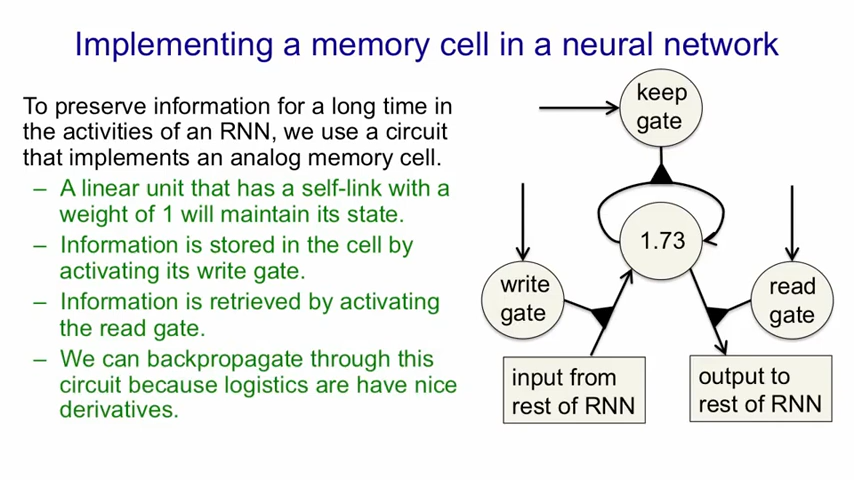 Implementing a memory cell in a neural network
To preserve information for a long time in
the activities of an RNN, we use a circuit
that implements an analog memory cell.
– A linear unit that has a self-link with a
weight of 1 will maintain its state.
– Information is stored in the cell by
activating its write gate.
– Information is retrieved by activating
the read gate.
– We can backpropagate through this
circuit because logistics are have nice
derivatives.
keep
gate
1.73
write
gate
read
gate
input from
rest of RNN
output to
rest of RNN